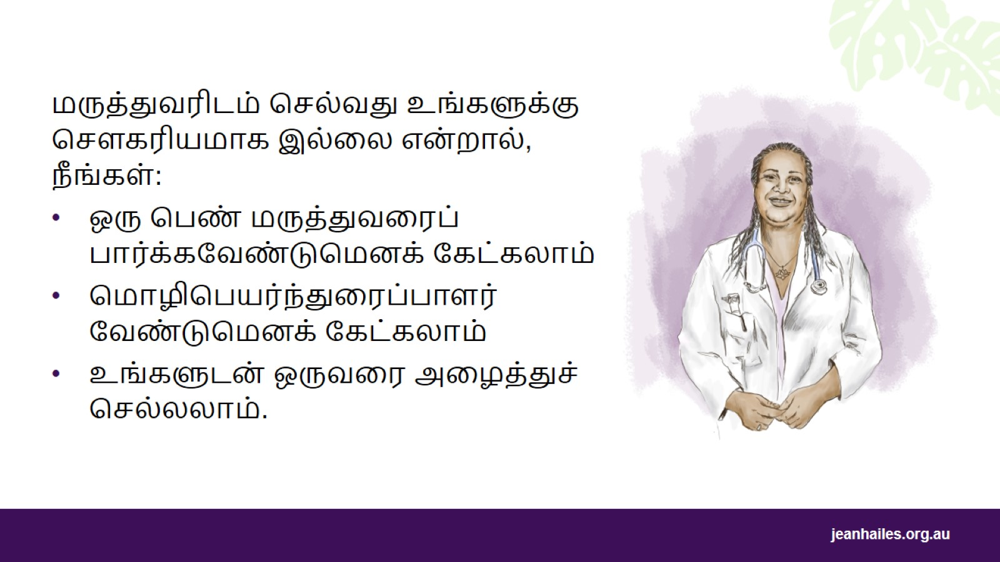 மருத்துவரிடம் செல்வது உங்களுக்கு
சௌகரியமாக இல்லை என்றால்,
நீங்கள்:
• ஒரு பெண் மருத்துவரைப்
பார்க்கவேண்டுமெனக் கேட்கலாம்
• மொழிபெயர்ந்துரைப்பாளர்
வேண்டுமெனக் கேட்கலாம்
• உங்களுடன் ஒருவரை அழைத்துச்
செல்லலாம்.
jeanhailes.org.au